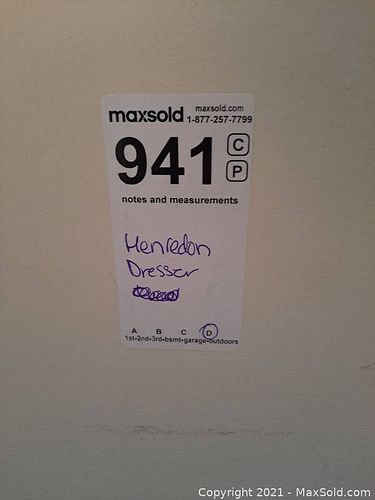 maxsold maxsold.com
1-877-257-7799
941 C
P
notes and measurements
Henredon
Dresser
A B C D
1st-2nd-3rd-bsmt-garage-outdoors
Copyright 2021 - MaxSold.com